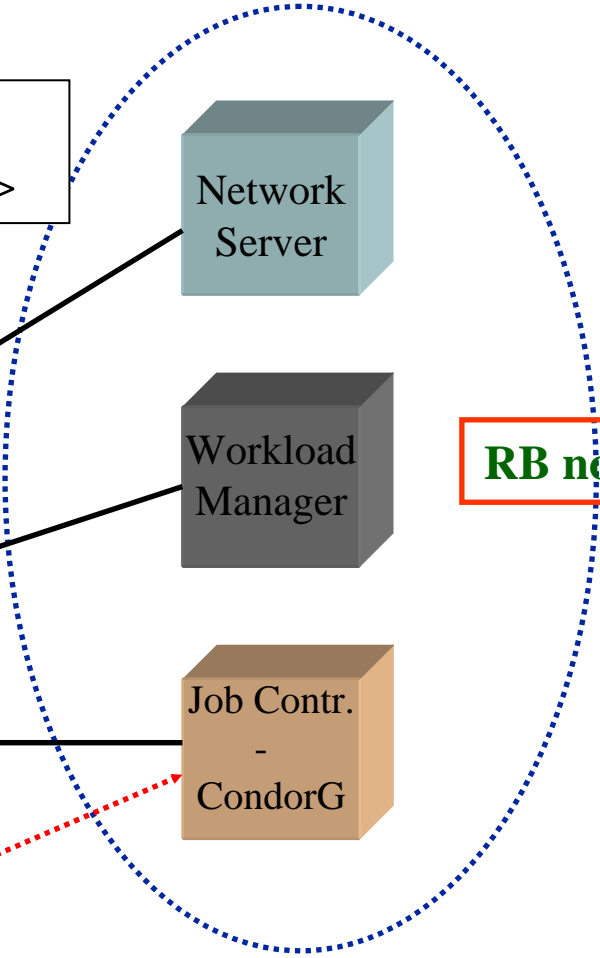 >
Network
Server
Workload
Manager
RB
Job Contr.
-
CondorG